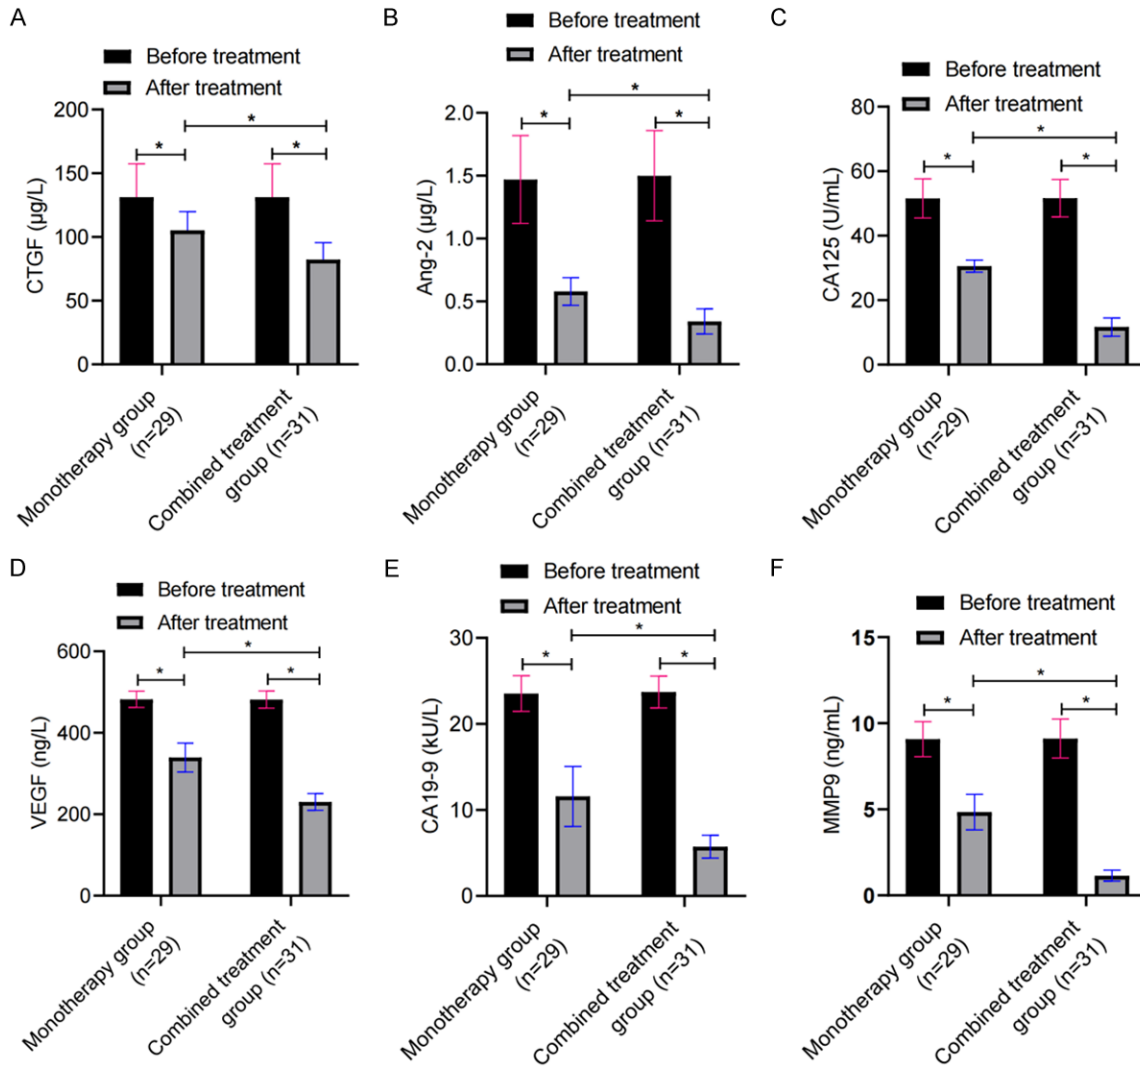 A
Before treatment
After treatment
CTGF (µg/L)
200
150
100
50
0
*
*
*
Monotherapy group
(n=29)
Combined treatment
group (n=31)
B
Before treatment
After treatment
Ang-2 (µg/L)
2.0
1.5
1.0
0.5
0.0
*
*
*
Monotherapy group
(n=29)
Combined treatment
group (n=31)
C
Before treatment
After treatment
CA125 (U/mL)
80
60
40
20
0
*
*
*
Monotherapy group
(n=29)
Combined treatment
group (n=31)
D
Before treatment
After treatment
VEGF (ng/L)
600
400
200
0
*
*
*
Monotherapy group
(n=29)
Combined treatment
group (n=31)
E
Before treatment
After treatment
CA19-9 (kU/L)
30
20
10
0
*
*
*
Monotherapy group
(n=29)
Combined treatment
group (n=31)
F
Before treatment
After treatment
MMP9 (ng/mL)
15
10
5
0
*
*
*
Monotherapy group
(n=29)
Combined treatment
group (n=31)